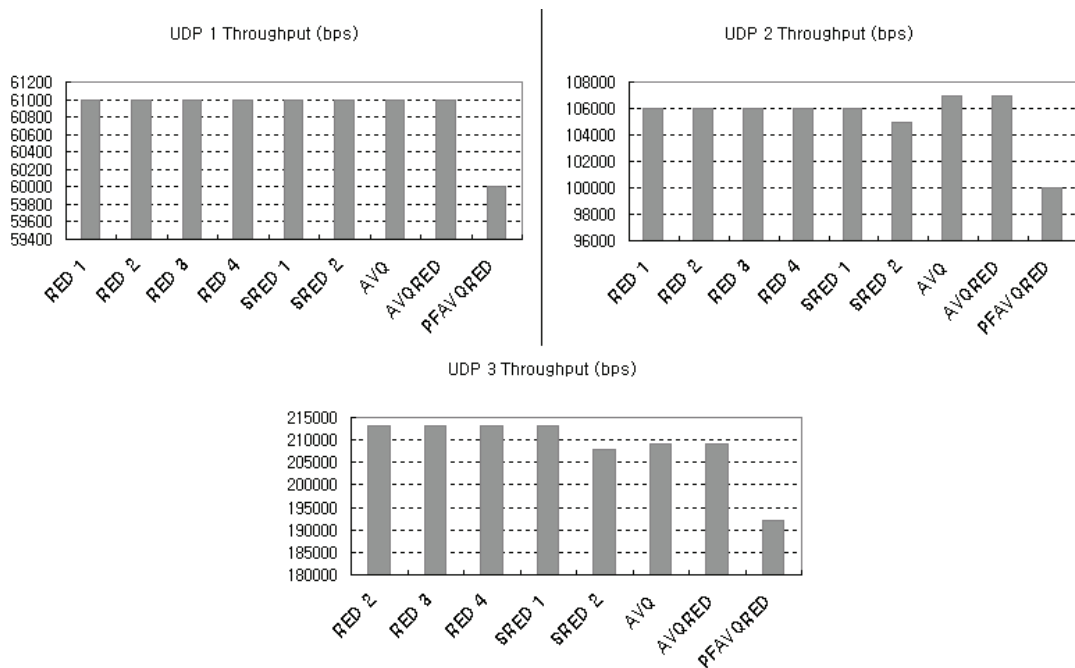 UDP 1 Throughput (bps)
61200
61000
60800
60600
60400
60200
60000
59800
59600
59400
RED 1
RED 2
RED 3
RED 4
SRED 1
SRED 2
AVQ
AVQRED
PFAVQRED
UDP 2 Throughput (bps)
108000
106000
104000
102000
100000
98000
96000
RED 1
RED 2
RED 3
RED 4
SRED 1
SRED 2
AVQ
AVQRED
PFAVQRED
UDP 3 Throughput (bps)
215000
210000
205000
200000
195000
190000
185000
180000
RED 2
RED 3
RED 4
SRED 1
SRED 2
AVQ
AVQRED
PFAVQRED